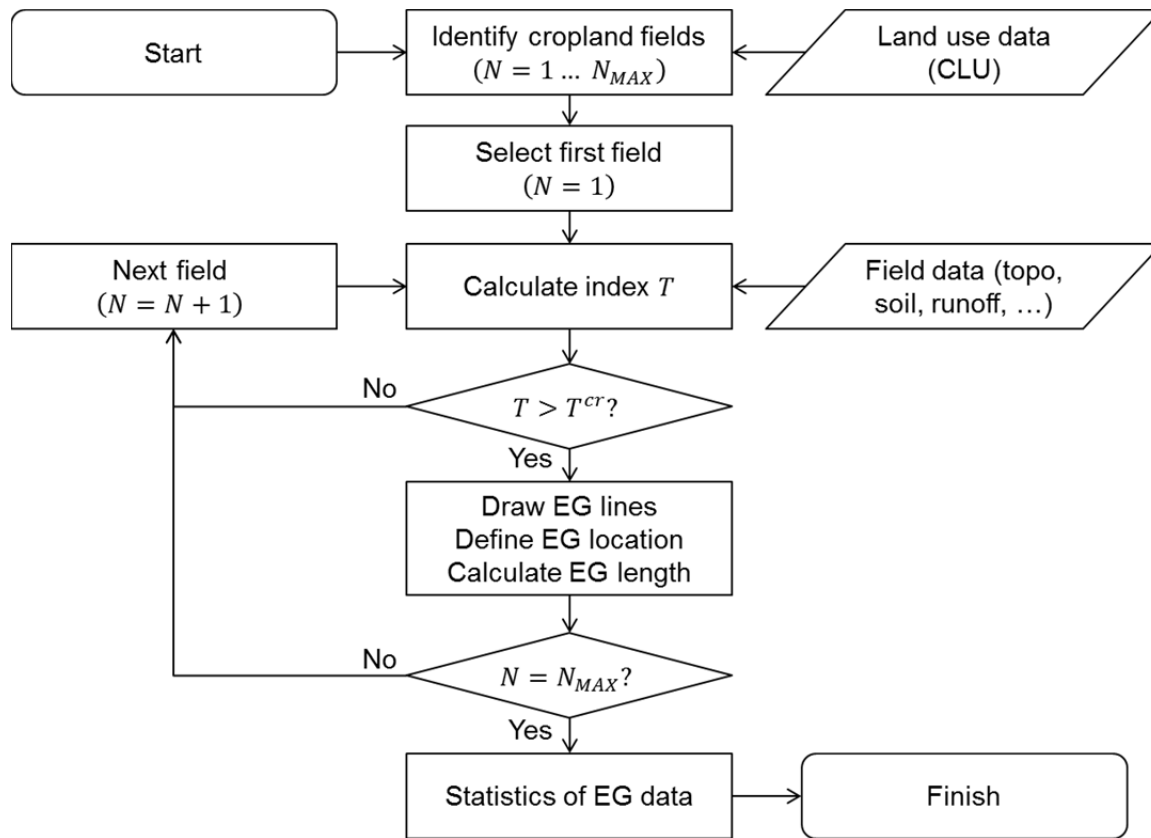 Start
Identify cropland fields
(N = 1 … N_MAX)
Land use data
(CLU)
Select first field
(N = 1)
Next field
(N = N + 1)
Calculate index T
Field data (topo,
soil, runoff, …)
No
T > T^cr?
Yes
Draw EG lines
Define EG location
Calculate EG length
No
N = N_MAX?
Yes
Statistics of EG data
Finish